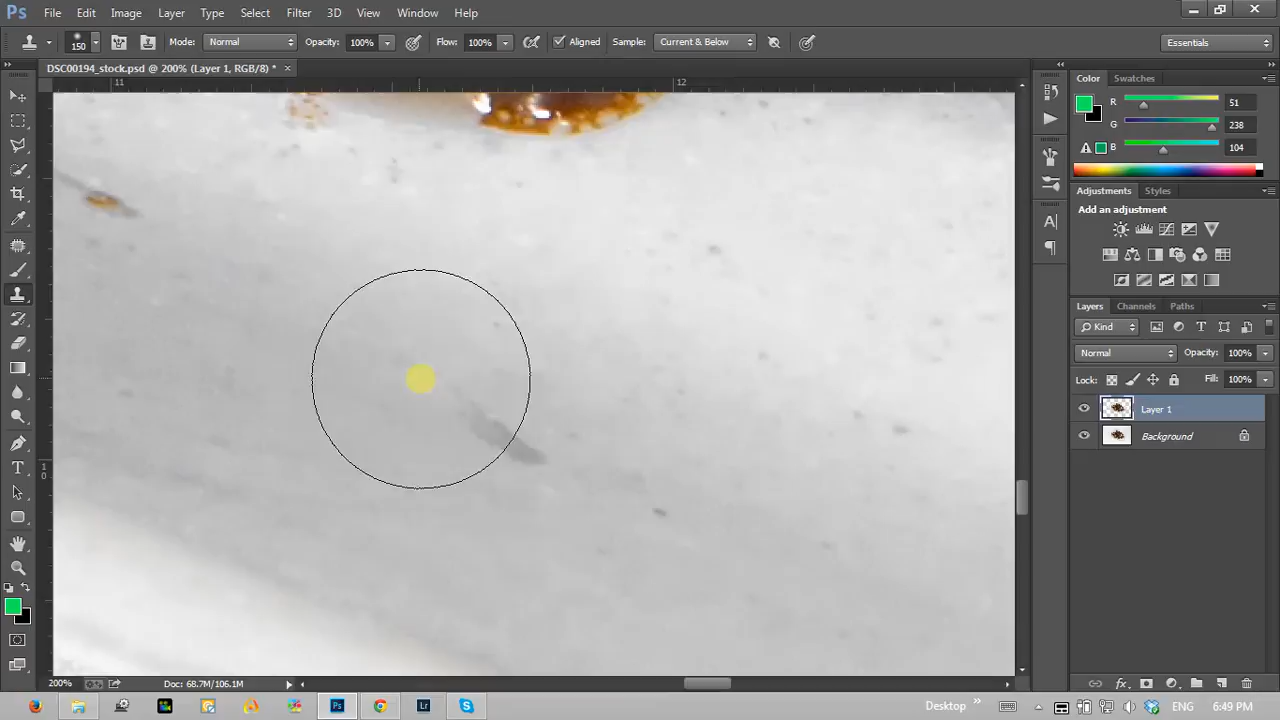 Ps File Edit Image Layer Type Select Filter 3D View Window Help
150 Mode: Normal Opacity: 100% Flow: 100% Aligned Sample: Current & Below Essentials
DSC00194_stock.psd @ 200% (Layer 1, RGB/8) * ×
11 12
10
Color Swatches
R 51
G 238
B 104
Adjustments Styles
Add an adjustment
Layers Channels Paths
Kind
Normal Opacity: 100%
Lock: Fill: 100%
Layer 1
Background
200% Doc: 68.7M/106.1M
Ps Lr Desktop » ENG 6:49 PM